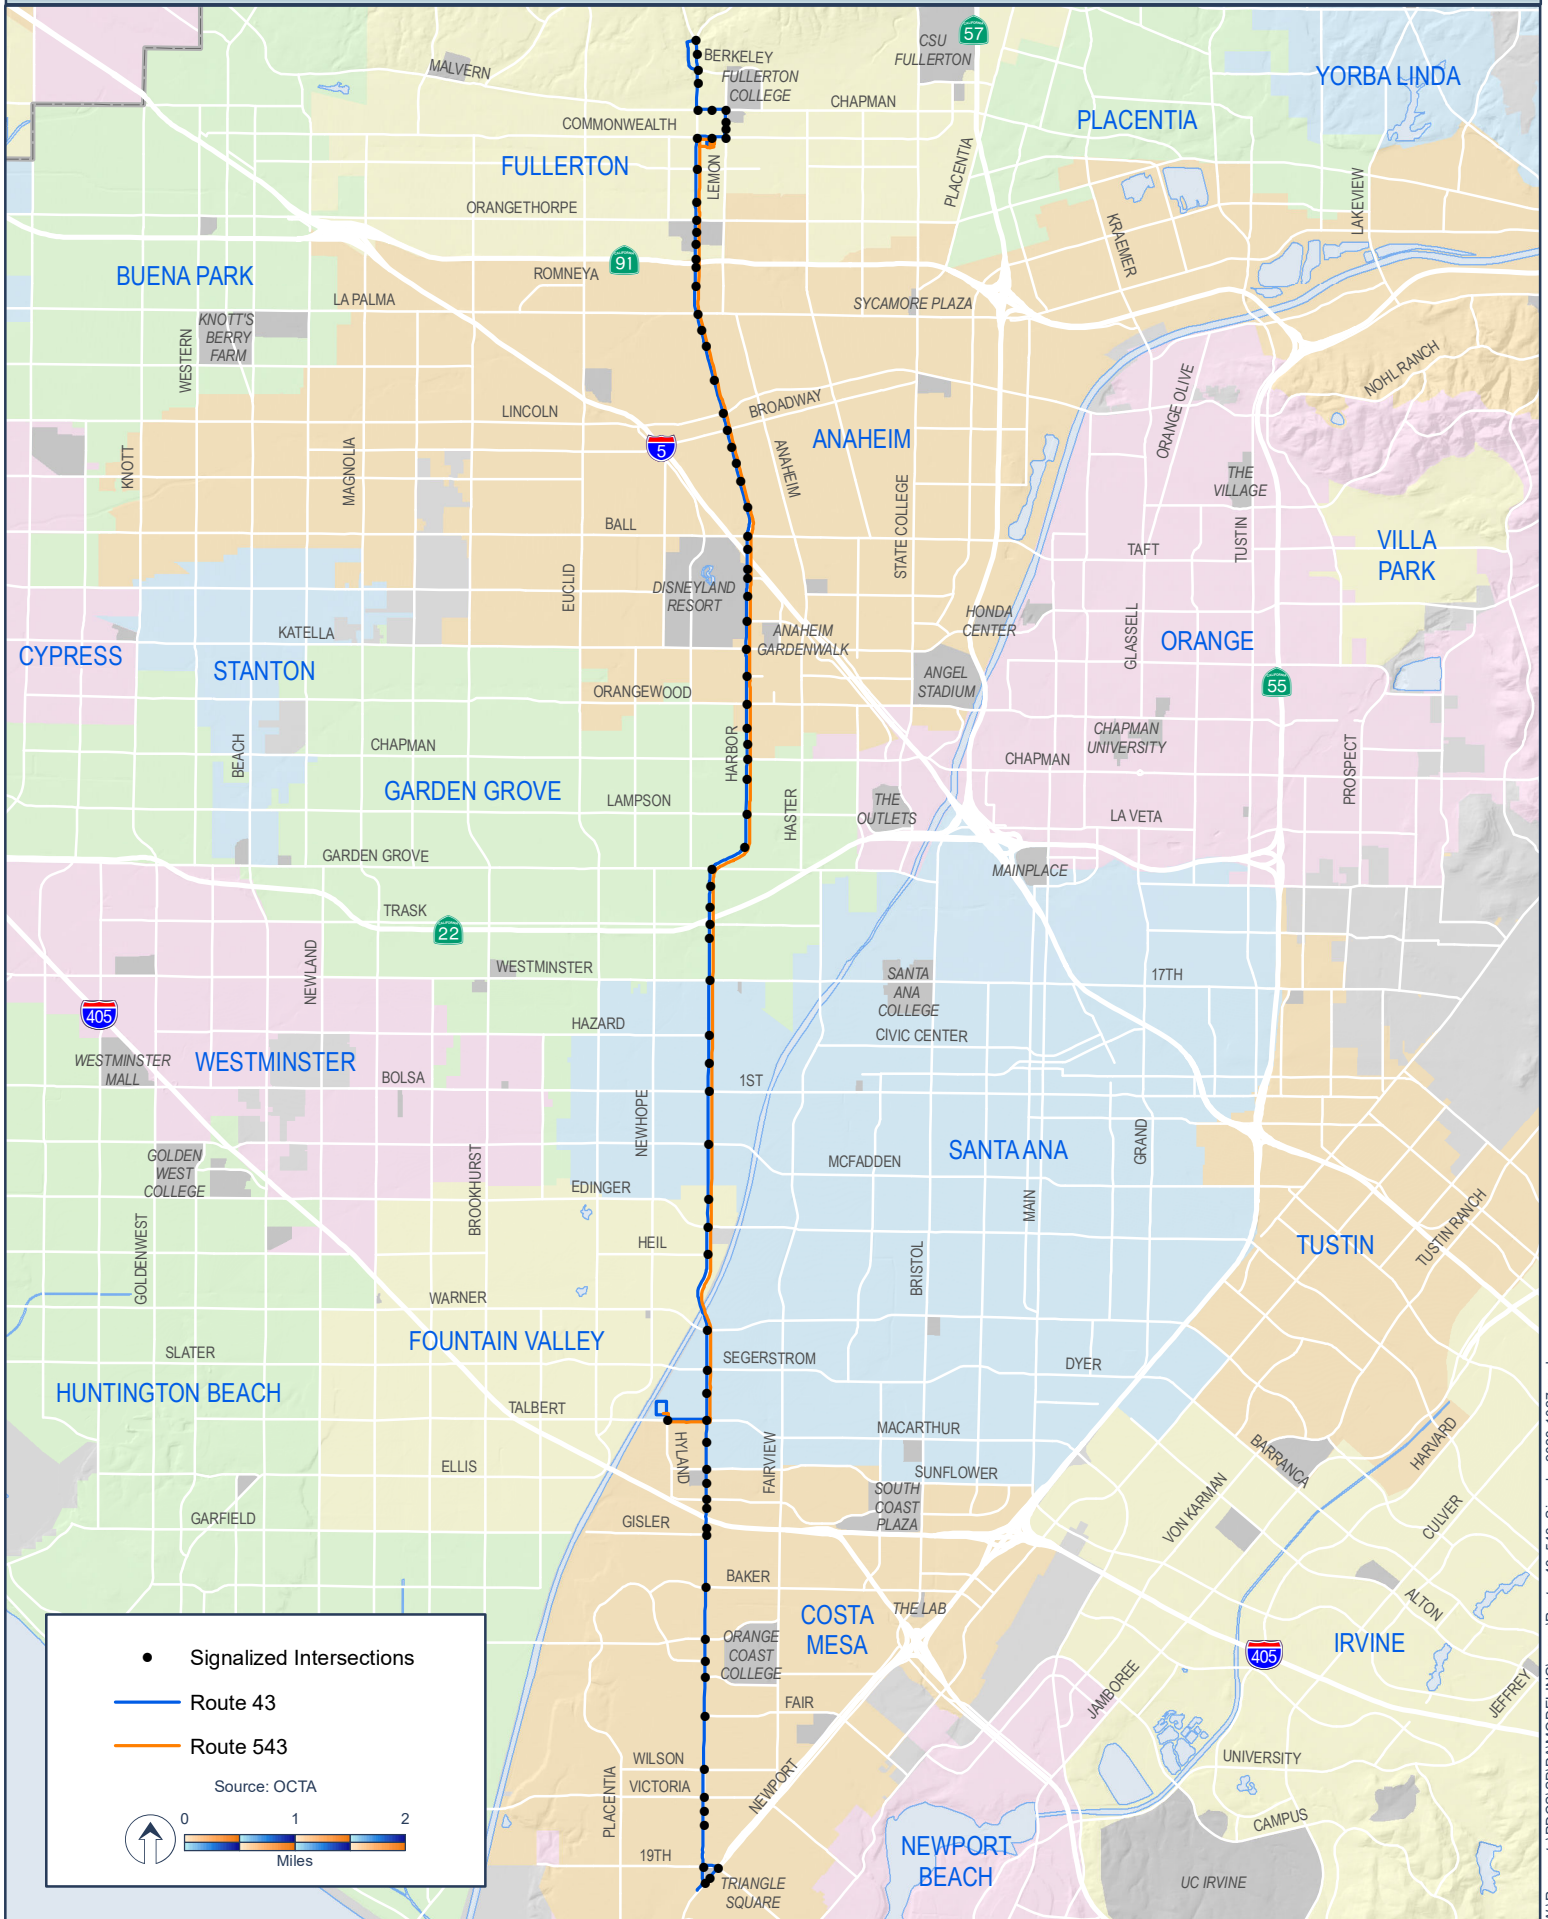 CSU
FULLERTON
CALIFORNIA
57
YORBA LINDA
MALVERN
BERKELEY
FULLERTON
COLLEGE
CHAPMAN
PLACENTIA
COMMONWEALTH
FULLERTON
LEMON
PLACENTIA
LAKEVIEW
ORANGETHORPE
KRAEMER
BUENA PARK
ROMNEYA
CALIFORNIA
91
LA PALMA
SYCAMORE PLAZA
KNOTT'S
BERRY
FARM
WESTERN
NOHL RANCH
LINCOLN
BROADWAY
ORANGE OLIVE
5
ANAHEIM
KNOTT
MAGNOLIA
ANAHEIM
THE
VILLAGE
STATE COLLEGE
BALL
TAFT
TUSTIN
VILLA
PARK
EUCLID
DISNEYLAND
RESORT
HONDA
CENTER
KATELLA
ANAHEIM
GARDENWALK
GLASSELL
ORANGE
CYPRESS
STANTON
ANGEL
STADIUM
CALIFORNIA
55
ORANGEWOOD
CHAPMAN
UNIVERSITY
BEACH
CHAPMAN
HARBOR
CHAPMAN
PROSPECT
GARDEN GROVE
LAMPSON
HASTER
THE
OUTLETS
LA VETA
GARDEN GROVE
MAINPLACE
TRASK
CALIFORNIA
22
NEWLAND
WESTMINSTER
SANTA
ANA
COLLEGE
17TH
405
HAZARD
CIVIC CENTER
WESTMINSTER
MALL
WESTMINSTER
BOLSA
1ST
NEWHOPE
GOLDEN
WEST
COLLEGE
BROOKHURST
MCFADDEN
SANTA ANA
GRAND
EDINGER
MAIN
TUSTIN RANCH
GOLDENWEST
HEIL
BRISTOL
TUSTIN
WARNER
FOUNTAIN VALLEY
SLATER
SEGERSTROM
DYER
HUNTINGTON BEACH
TALBERT
MACARTHUR
HYLAND
FAIRVIEW
BARRANCA
HARVARD
ELLIS
SUNFLOWER
SOUTH
COAST
PLAZA
VON KARMAN
CULVER
GARFIELD
GISLER
BAKER
ALTON
COSTA
MESA
THE LAB
ORANGE
COAST
COLLEGE
405
IRVINE
JAMBOREE
JEFFREY
FAIR
WILSON
VICTORIA
NEWPORT
UNIVERSITY
PLACENTIA
CAMPUS
19TH
NEWPORT
BEACH
TRIANGLE
SQUARE
UC IRVINE
Signalized Intersections
Route 43
Route 543
Source: OCTA
0 1 2
Miles